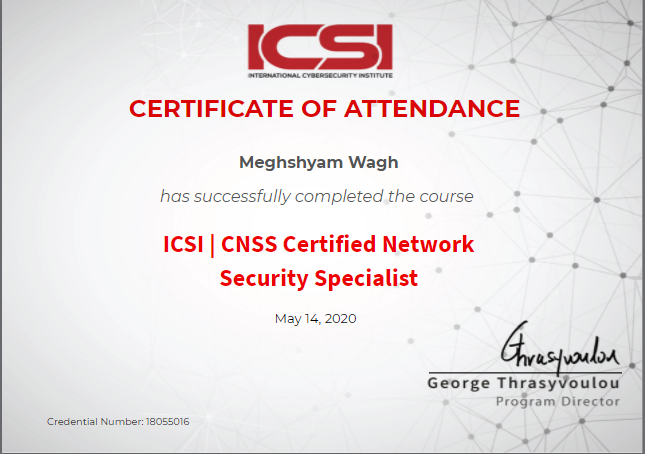 ICSI
INTERNATIONAL CYBERSECURITY INSTITUTE
CERTIFICATE OF ATTENDANCE
Meghshyam Wagh
has successfully completed the course
ICSI | CNSS Certified Network
Security Specialist
May 14, 2020
Thrasyvoulou
George Thrasyvoulou
Program Director
Credential Number: 18055016